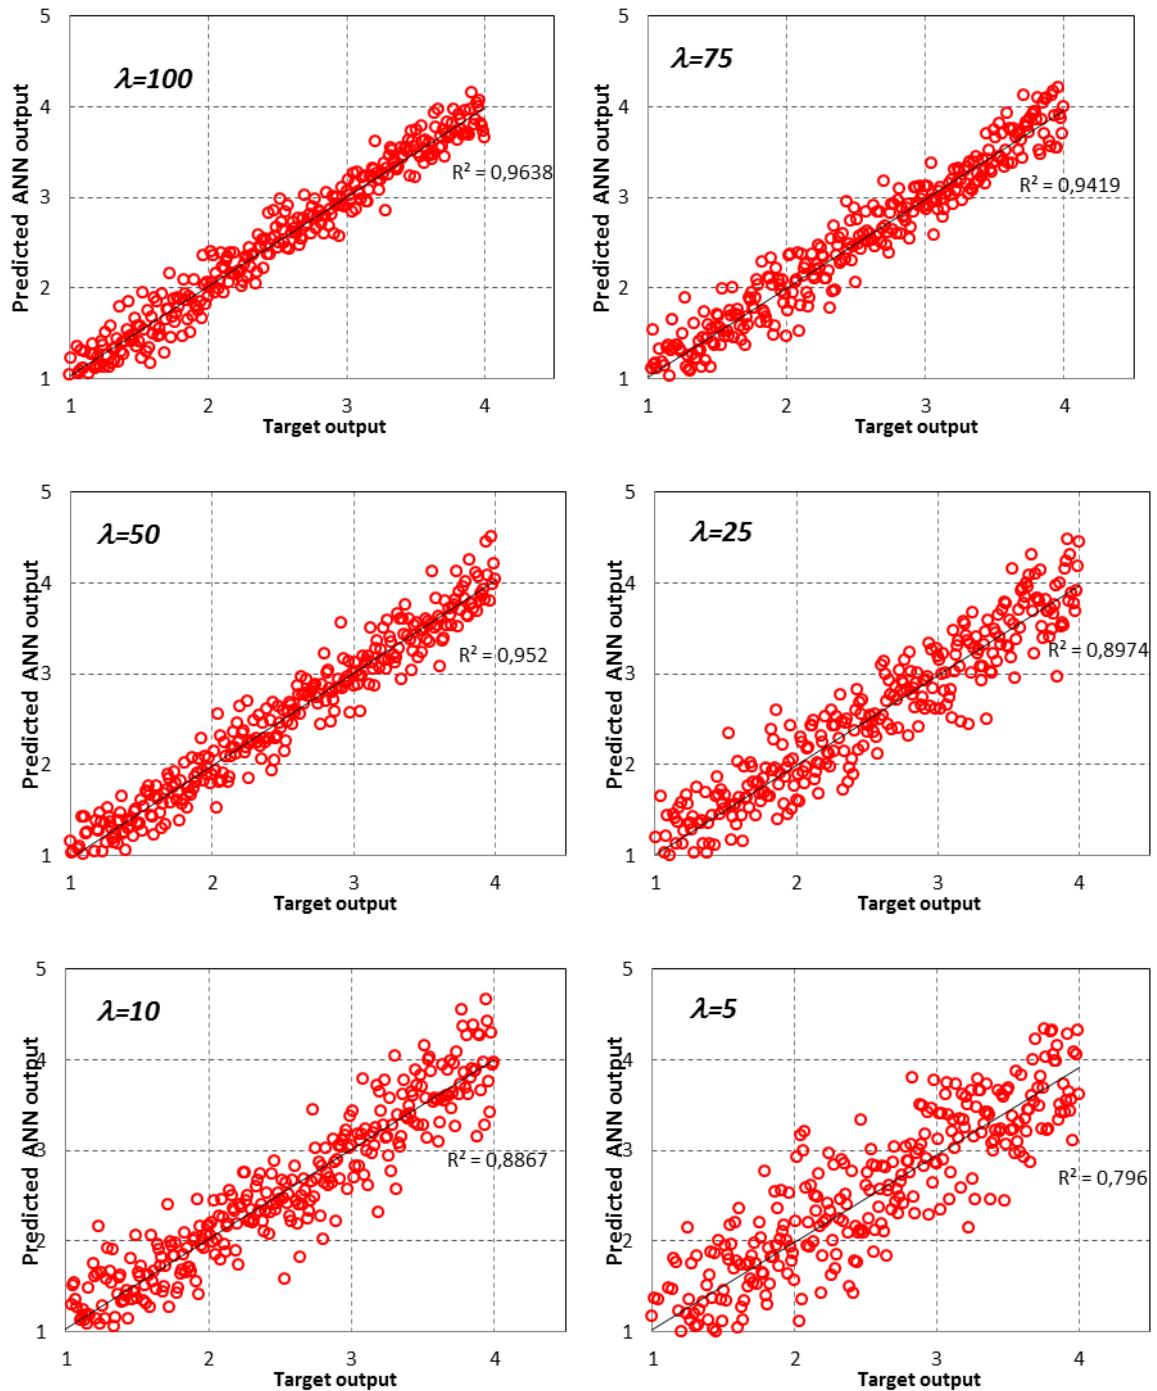 5
4
3
2
1
Predicted ANN output
λ=100
R² = 0,9638
1 2 3 4
Target output
5
4
3
2
1
Predicted ANN output
λ=75
R² = 0,9419
1 2 3 4
Target output
5
4
3
2
1
Predicted ANN output
λ=50
R² = 0,952
1 2 3 4
Target output
5
4
3
2
1
Predicted ANN output
λ=25
R² = 0,8974
1 2 3 4
Target output
5
4
3
2
1
Predicted ANN output
λ=10
R² = 0,8867
1 2 3 4
Target output
5
4
3
2
1
Predicted ANN output
λ=5
R² = 0,796
1 2 3 4
Target output